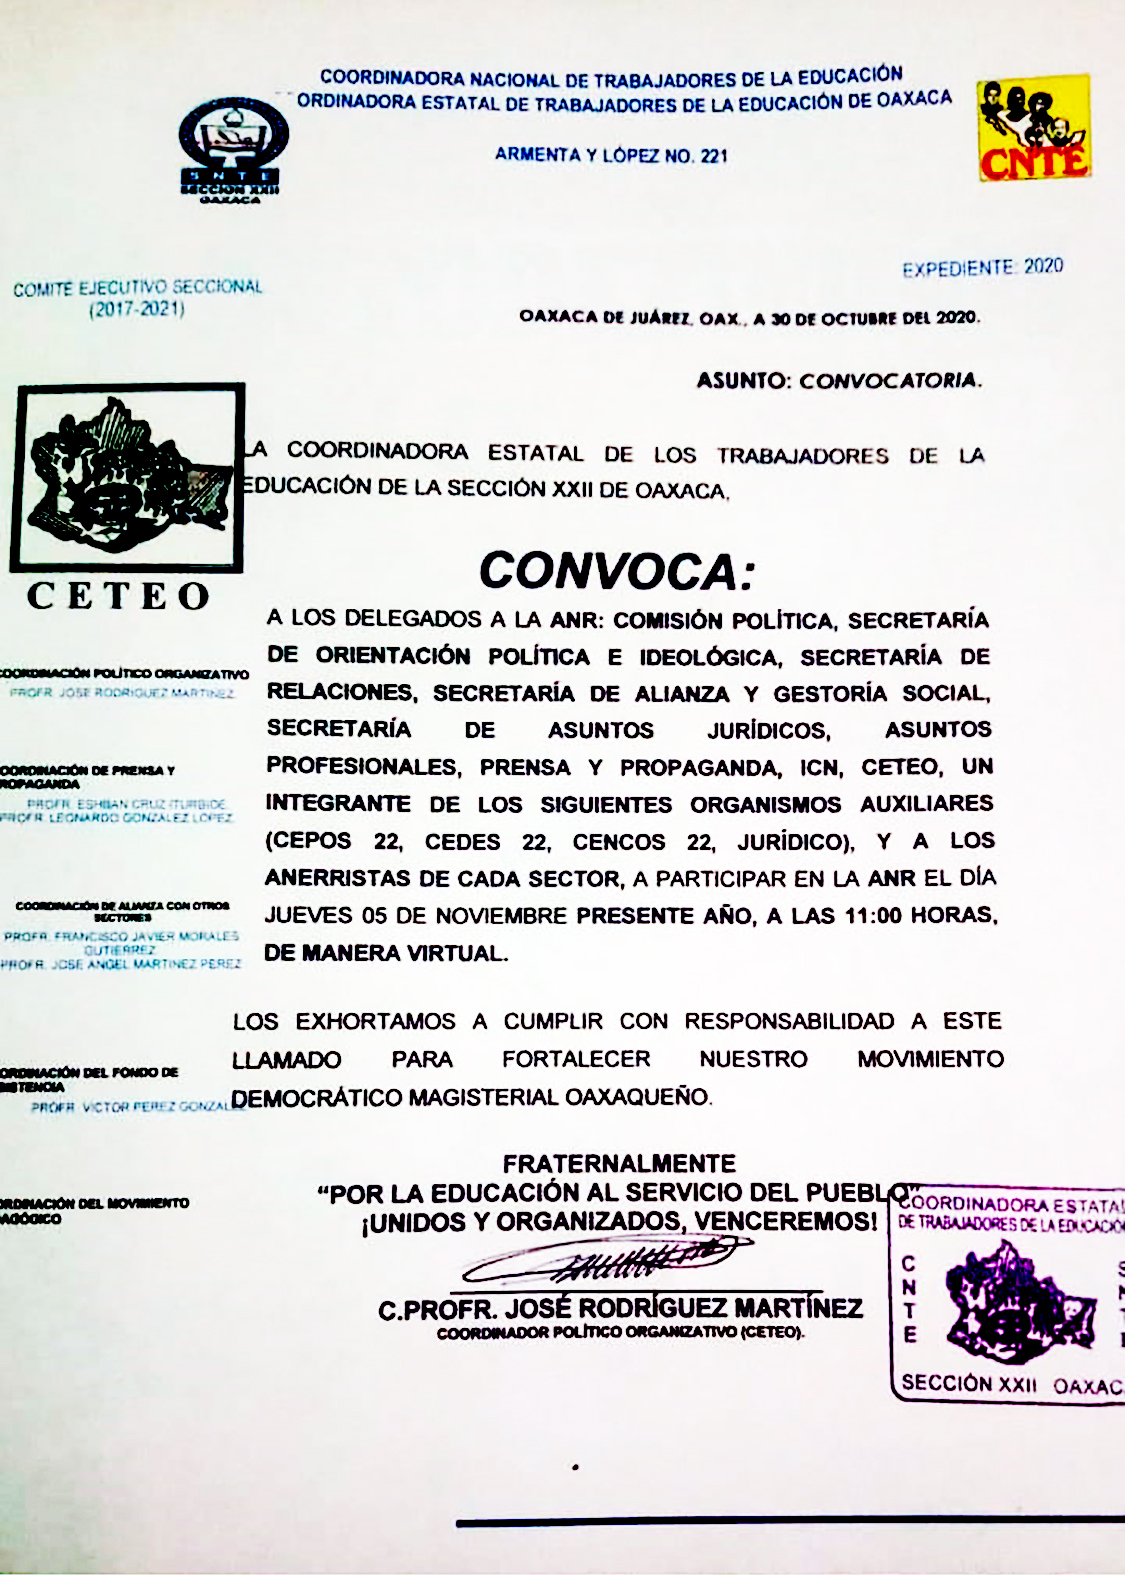 COORDINADORA NACIONAL DE TRABAJADORES DE LA EDUCACIÓN
ORDINADORA ESTATAL DE TRABAJADORES DE LA EDUCACIÓN DE OAXACA
ARMENTA Y LÓPEZ NO. 221
S N T E
SECCION XXII
OAXACA
CNTE
EXPEDIENTE: 2020
COMITÉ EJECUTIVO SECCIONAL
(2017-2021)
OAXACA DE JUÁREZ, OAX., A 30 DE OCTUBRE DEL 2020.
ASUNTO: CONVOCATORIA.
LA COORDINADORA ESTATAL DE LOS TRABAJADORES DE LA
EDUCACIÓN DE LA SECCIÓN XXII DE OAXACA,
CETEO
CONVOCA:
A LOS DELEGADOS A LA ANR: COMISIÓN POLÍTICA, SECRETARÍA
DE ORIENTACIÓN POLÍTICA E IDEOLÓGICA, SECRETARÍA DE
RELACIONES, SECRETARÍA DE ALIANZA Y GESTORÍA SOCIAL,
SECRETARÍA DE ASUNTOS JURÍDICOS, ASUNTOS
PROFESIONALES, PRENSA Y PROPAGANDA, ICN, CETEO, UN
INTEGRANTE DE LOS SIGUIENTES ORGANISMOS AUXILIARES
(CEPOS 22, CEDES 22, CENCOS 22, JURÍDICO), Y A LOS
ANERRISTAS DE CADA SECTOR, A PARTICIPAR EN LA ANR EL DÍA
JUEVES 05 DE NOVIEMBRE PRESENTE AÑO, A LAS 11:00 HORAS,
DE MANERA VIRTUAL.
COORDINACIÓN POLÍTICO ORGANIZATIVO
PROFR. JOSE RODRIGUEZ MARTINEZ
OORDINACIÓN DE PRENSA Y
ROPAGANDA
PROFR. ESHBAN CRUZ ITURBIDE
PROFR. LEONARDO GONZALEZ LOPEZ
COORDINACIÓN DE ALIANZA CON OTROS
SECTORES
PROFR. FRANCISCO JAVIER MORALES
GUTIERREZ
PROFR. JOSE ANGEL MARTINEZ PEREZ
ORDINACIÓN DEL FONDO DE
ISTENCIA
PROFR. VICTOR PEREZ GONZALE
ORDINACIÓN DEL MOVIMIENTO
AGÓGICO
LOS EXHORTAMOS A CUMPLIR CON RESPONSABILIDAD A ESTE
LLAMADO PARA FORTALECER NUESTRO MOVIMIENTO
DEMOCRÁTICO MAGISTERIAL OAXAQUEÑO.
FRATERNALMENTE
“POR LA EDUCACIÓN AL SERVICIO DEL PUEBLO”
¡UNIDOS Y ORGANIZADOS, VENCEREMOS!
C.PROFR. JOSÉ RODRÍGUEZ MARTÍNEZ
COORDINADOR POLÍTICO ORGANIZATIVO (CETEO).
COORDINADORA ESTATAL
DE TRABAJADORES DE LA EDUCACIÓN
C
N
T
E
SECCIÓN XXII OAXAC